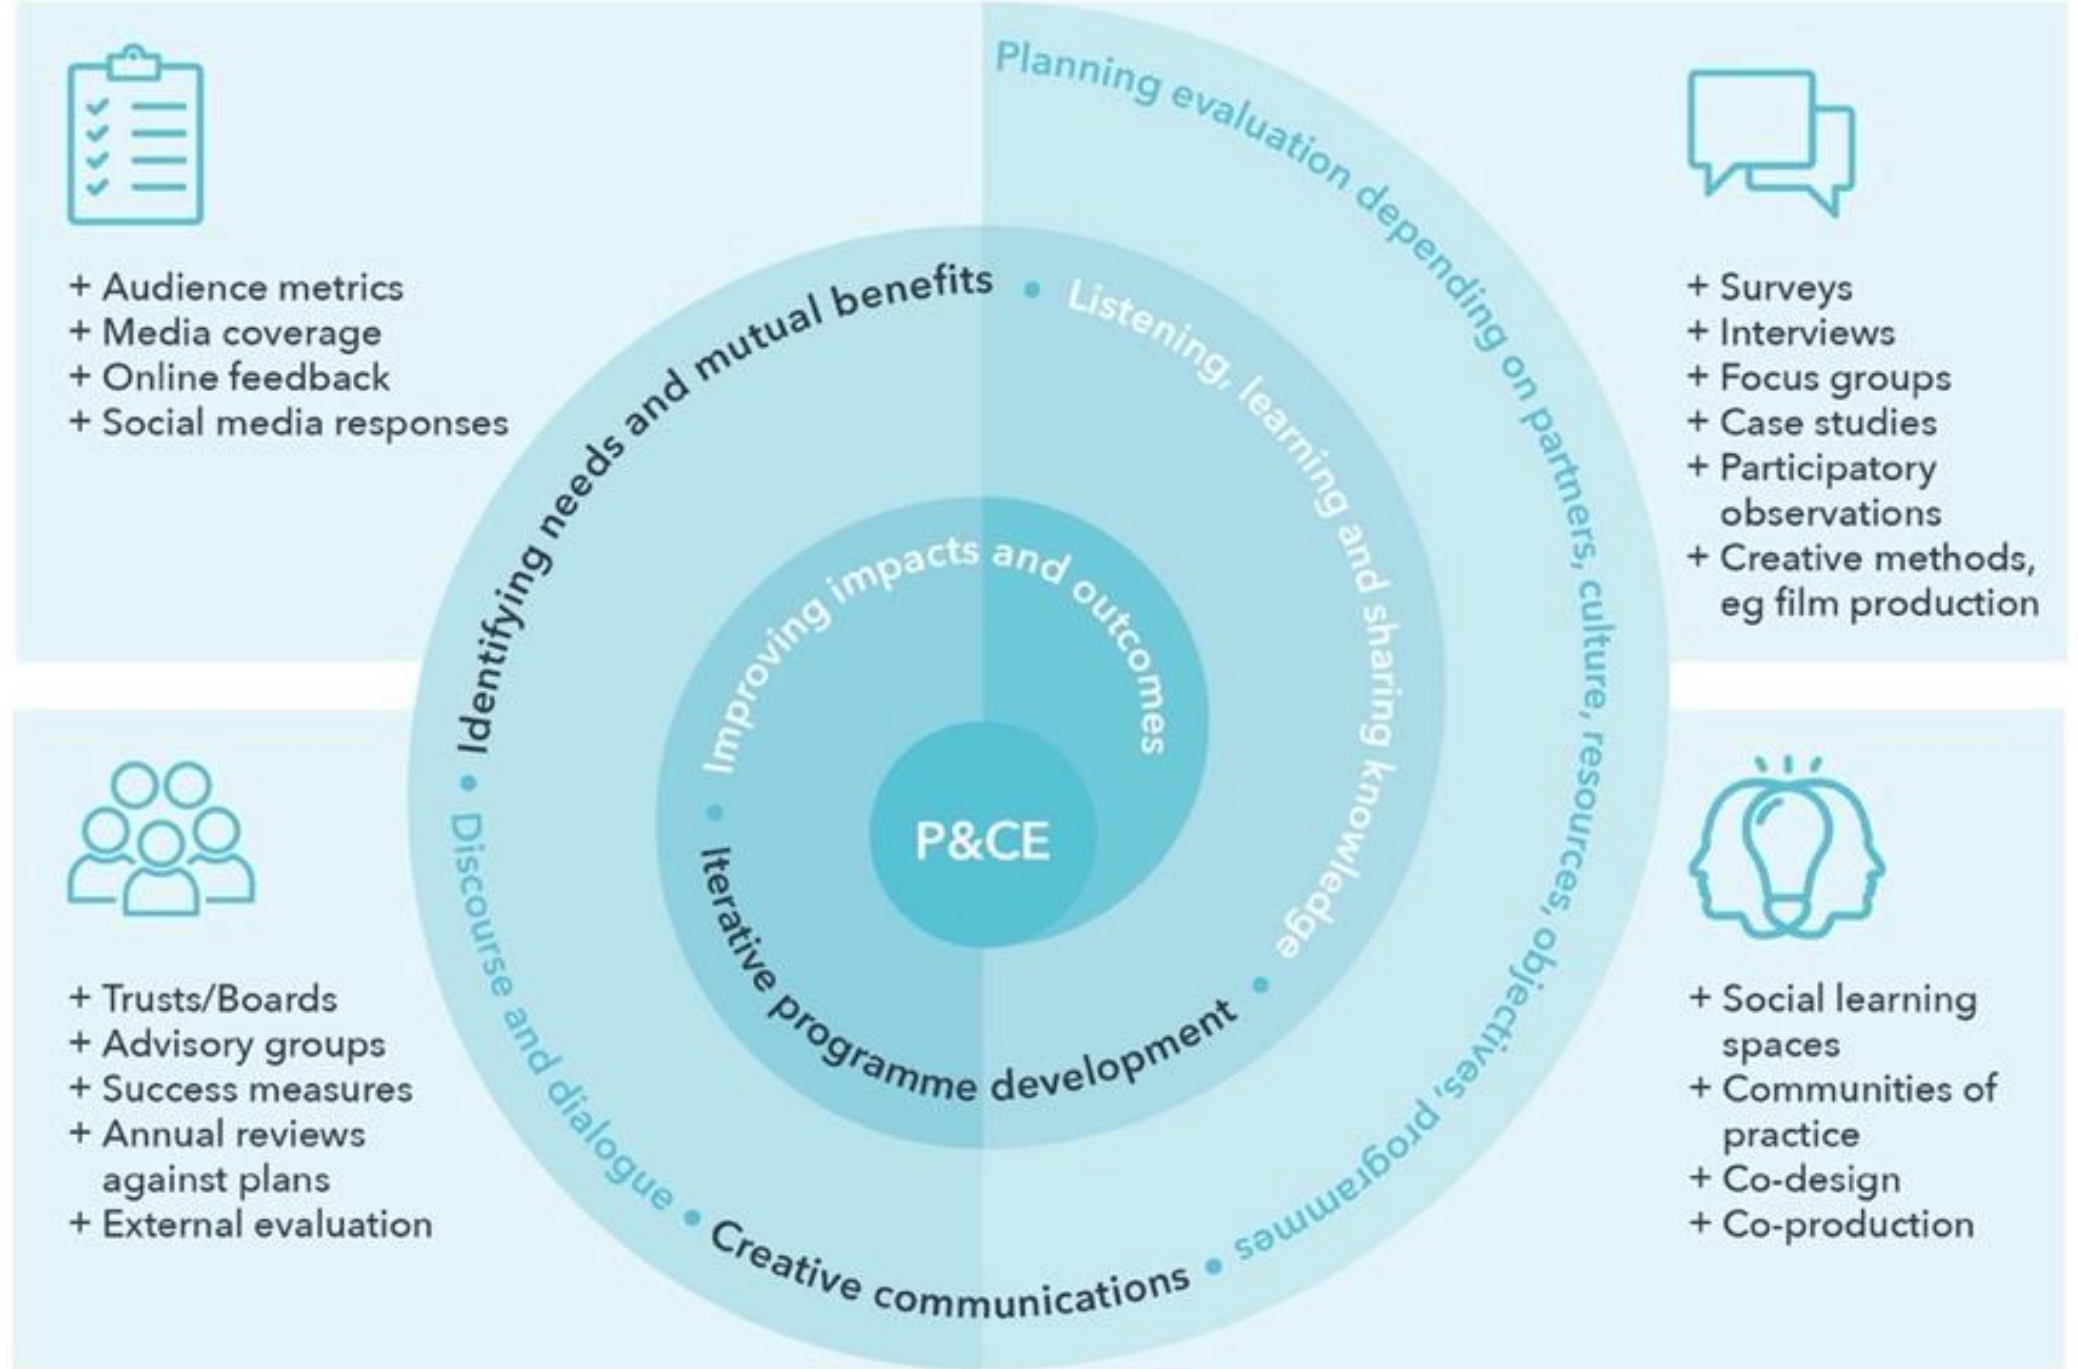 + Audience metrics
+ Media coverage
+ Online feedback
+ Social media responses
+ Surveys
+ Interviews
+ Focus groups
+ Case studies
+ Participatory
observations
+ Creative methods,
eg film production
Planning evaluation depending on partners, culture, resources, objectives, programmes
• Creative communications
• Discourse and dialogue
• Identifying needs and mutual benefits
• Listening, learning and sharing knowledge
• Iterative programme development
• Improving impacts and outcomes
P&CE
+ Trusts/Boards
+ Advisory groups
+ Success measures
+ Annual reviews
against plans
+ External evaluation
+ Social learning
spaces
+ Communities of
practice
+ Co-design
+ Co-production